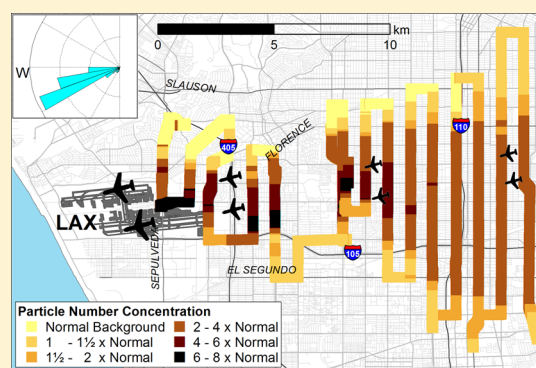 km
0
5
10
W
SLAUSON
FLORENCE
405
110
LAX
SEPULVEDA
105
EL SEGUNDO
Particle Number Concentration
Normal Background
1 - 1½ x Normal
1½ - 2 x Normal
2 - 4 x Normal
4 - 6 x Normal
6 - 8 x Normal